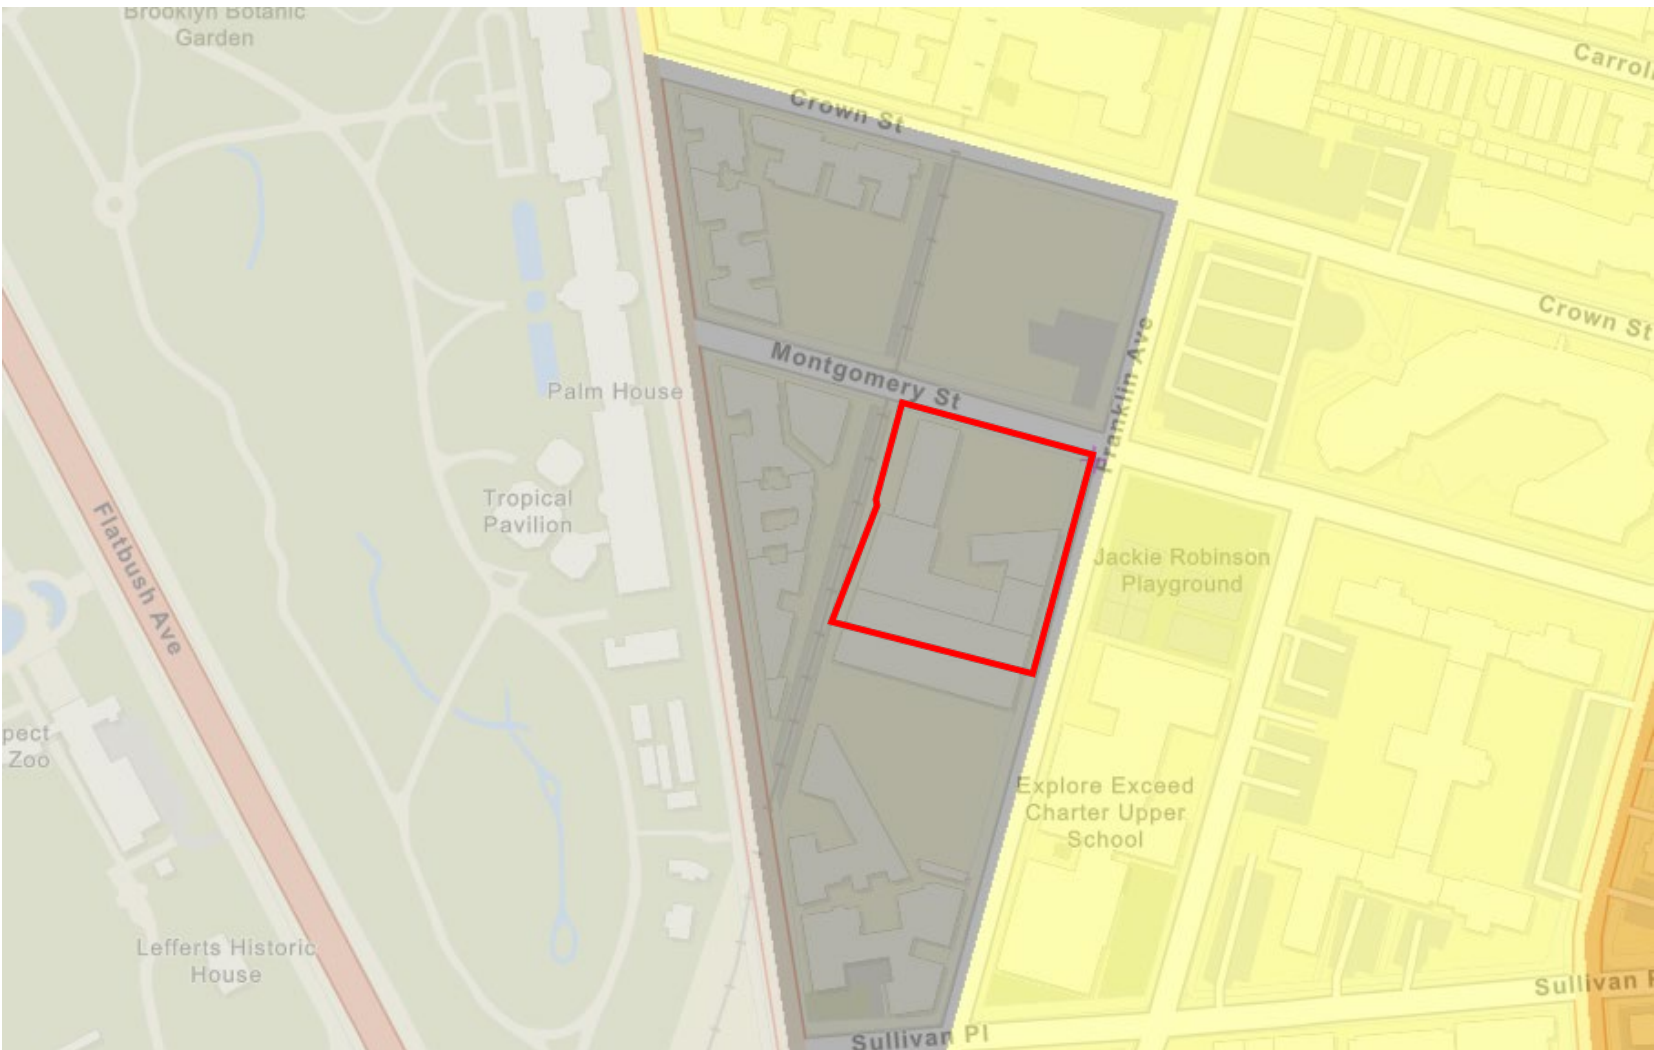 Brooklyn Botanic
Garden
Carroll
Crown St
Crown St
Montgomery St
Franklin Ave
Palm House
Tropical
Pavilion
Flatbush Ave
Jackie Robinson
Playground
pect
Zoo
Explore Exceed
Charter Upper
School
Lefferts Historic
House
Sullivan P
Sullivan Pl